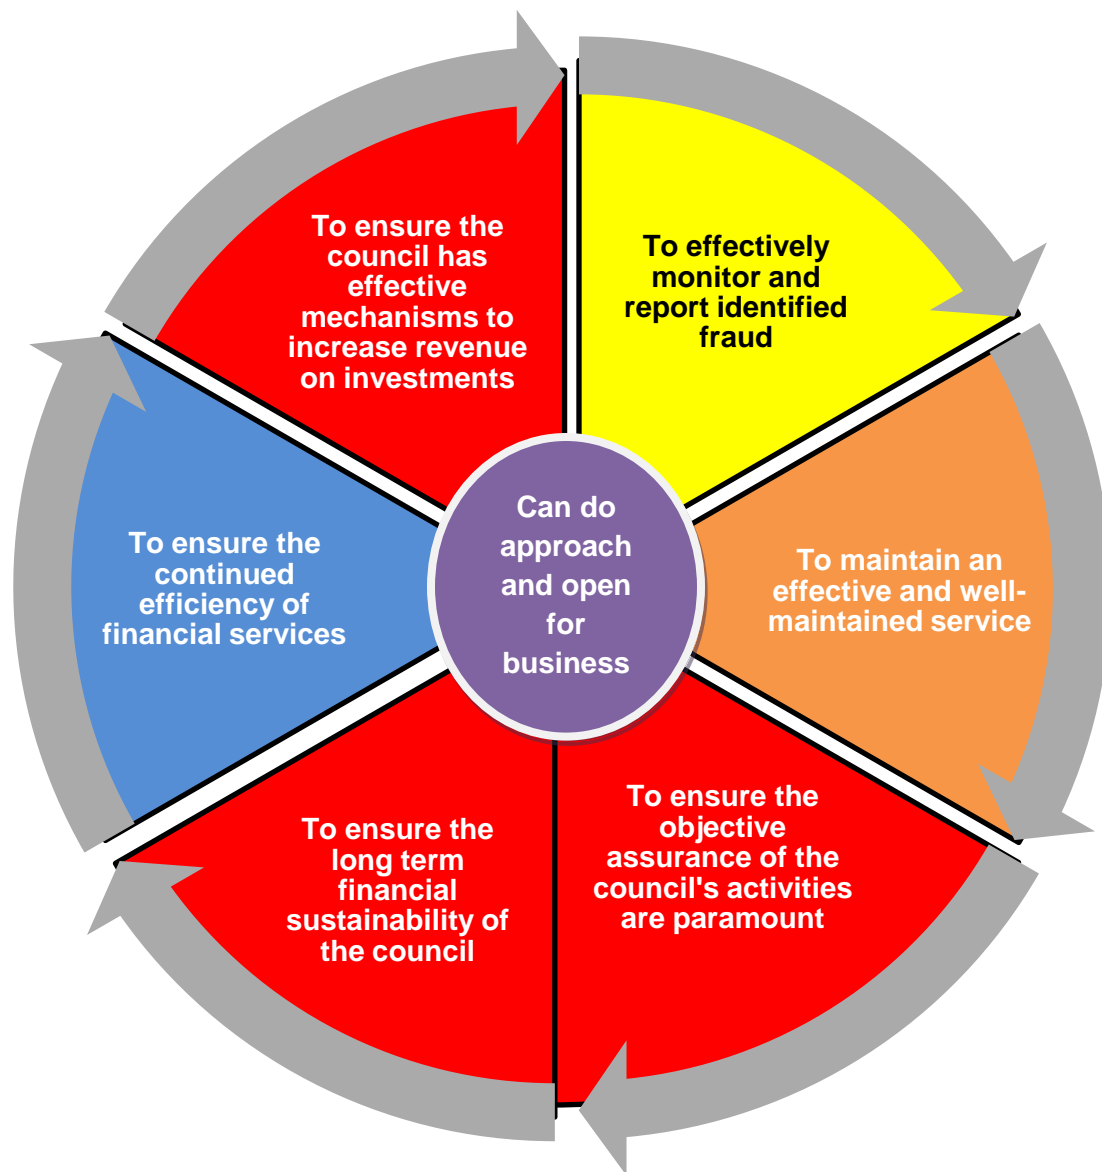 To ensure the
council has
effective
mechanisms to
increase revenue
on investments
To effectively
monitor and
report identified
fraud
To maintain an
effective and well-
maintained service
To ensure the
objective
assurance of the
council's activities
are paramount
To ensure the
long term
financial
sustainability of
the council
To ensure the
continued
efficiency of
financial services
Can do
approach
and open
for
business